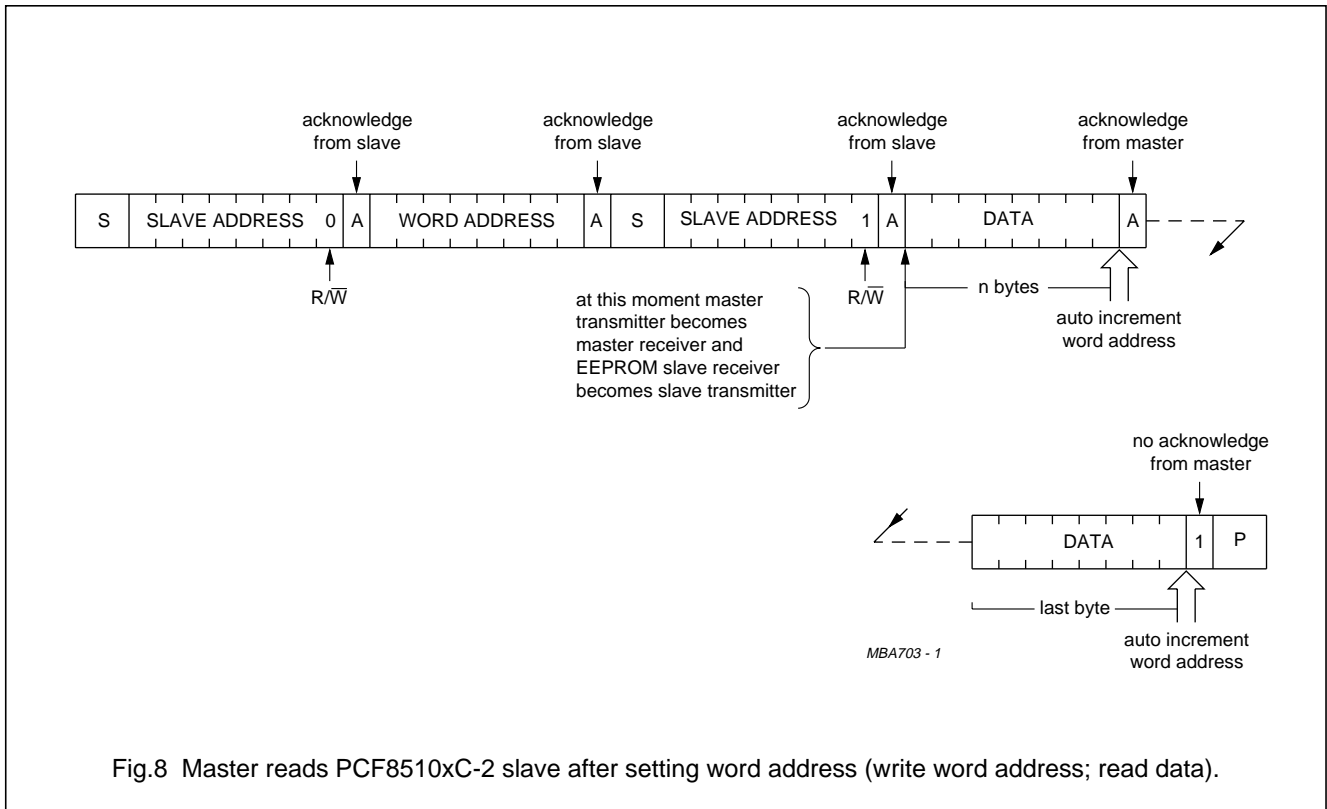 acknowledge
from slave
acknowledge
from slave
acknowledge
from slave
acknowledge
from master
S SLAVE ADDRESS 0 A WORD ADDRESS A S SLAVE ADDRESS 1 A DATA A
R/W̅
R/W̅
at this moment master
transmitter becomes
master receiver and
EEPROM slave receiver
becomes slave transmitter
n bytes
auto increment
word address
no acknowledge
from master
DATA 1 P
last byte
auto increment
word address
MBA703 - 1
Fig.8 Master reads PCF8510xC-2 slave after setting word address (write word address; read data).